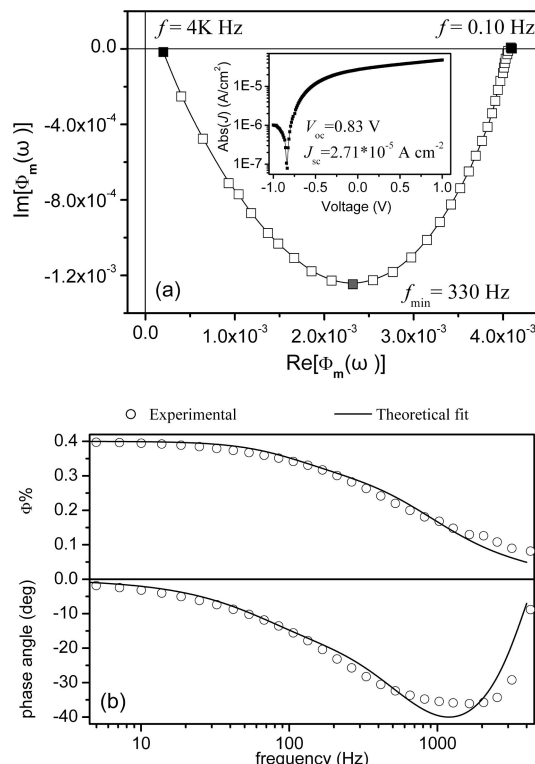 (a)
f = 4K Hz
f = 0.10 Hz
0.0
-4.0x10⁻⁴
-8.0x10⁻⁴
-1.2x10⁻³
Im[Φm(ω)]
1E-5
1E-6
1E-7
Abs(J) (A/cm²)
Voc=0.83 V
Jsc=2.71*10⁻⁵ A cm⁻²
-1.0 -0.5 0.0 0.5 1.0
Voltage (V)
fmin= 330 Hz
0.0 1.0x10⁻³ 2.0x10⁻³ 3.0x10⁻³ 4.0x10⁻³
Re[Φm(ω)]
Experimental Theoretical fit
0.4
0.3
0.2
0.1
0.0
Φ%
-10
-20
-30
-40
phase angle (deg)
(b)
10 100 1000
frequency (Hz)